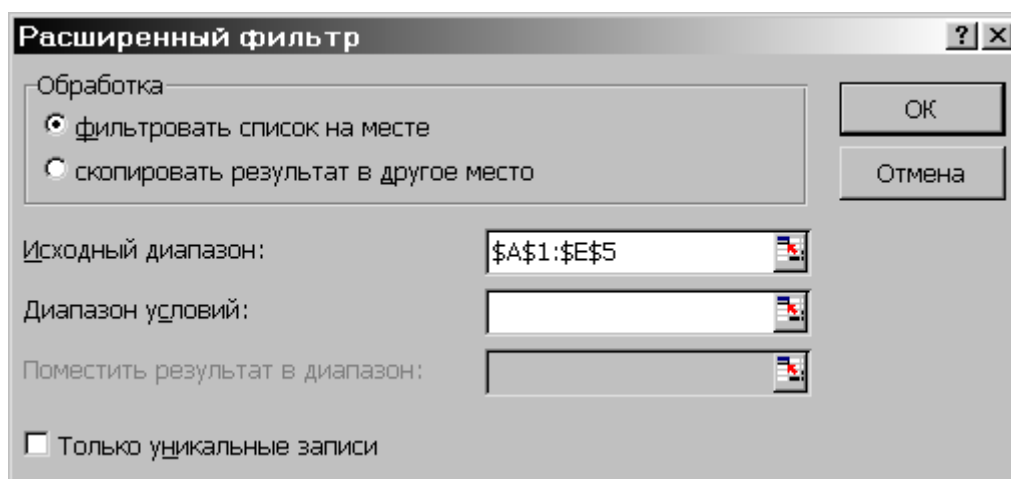 Расширенный фильтр
Обработка
фильтровать список на месте
скопировать результат в другое место
ОК
Отмена
Исходный диапазон:
$A$1:$E$5
Диапазон условий:
Поместить результат в диапазон:
Только уникальные записи